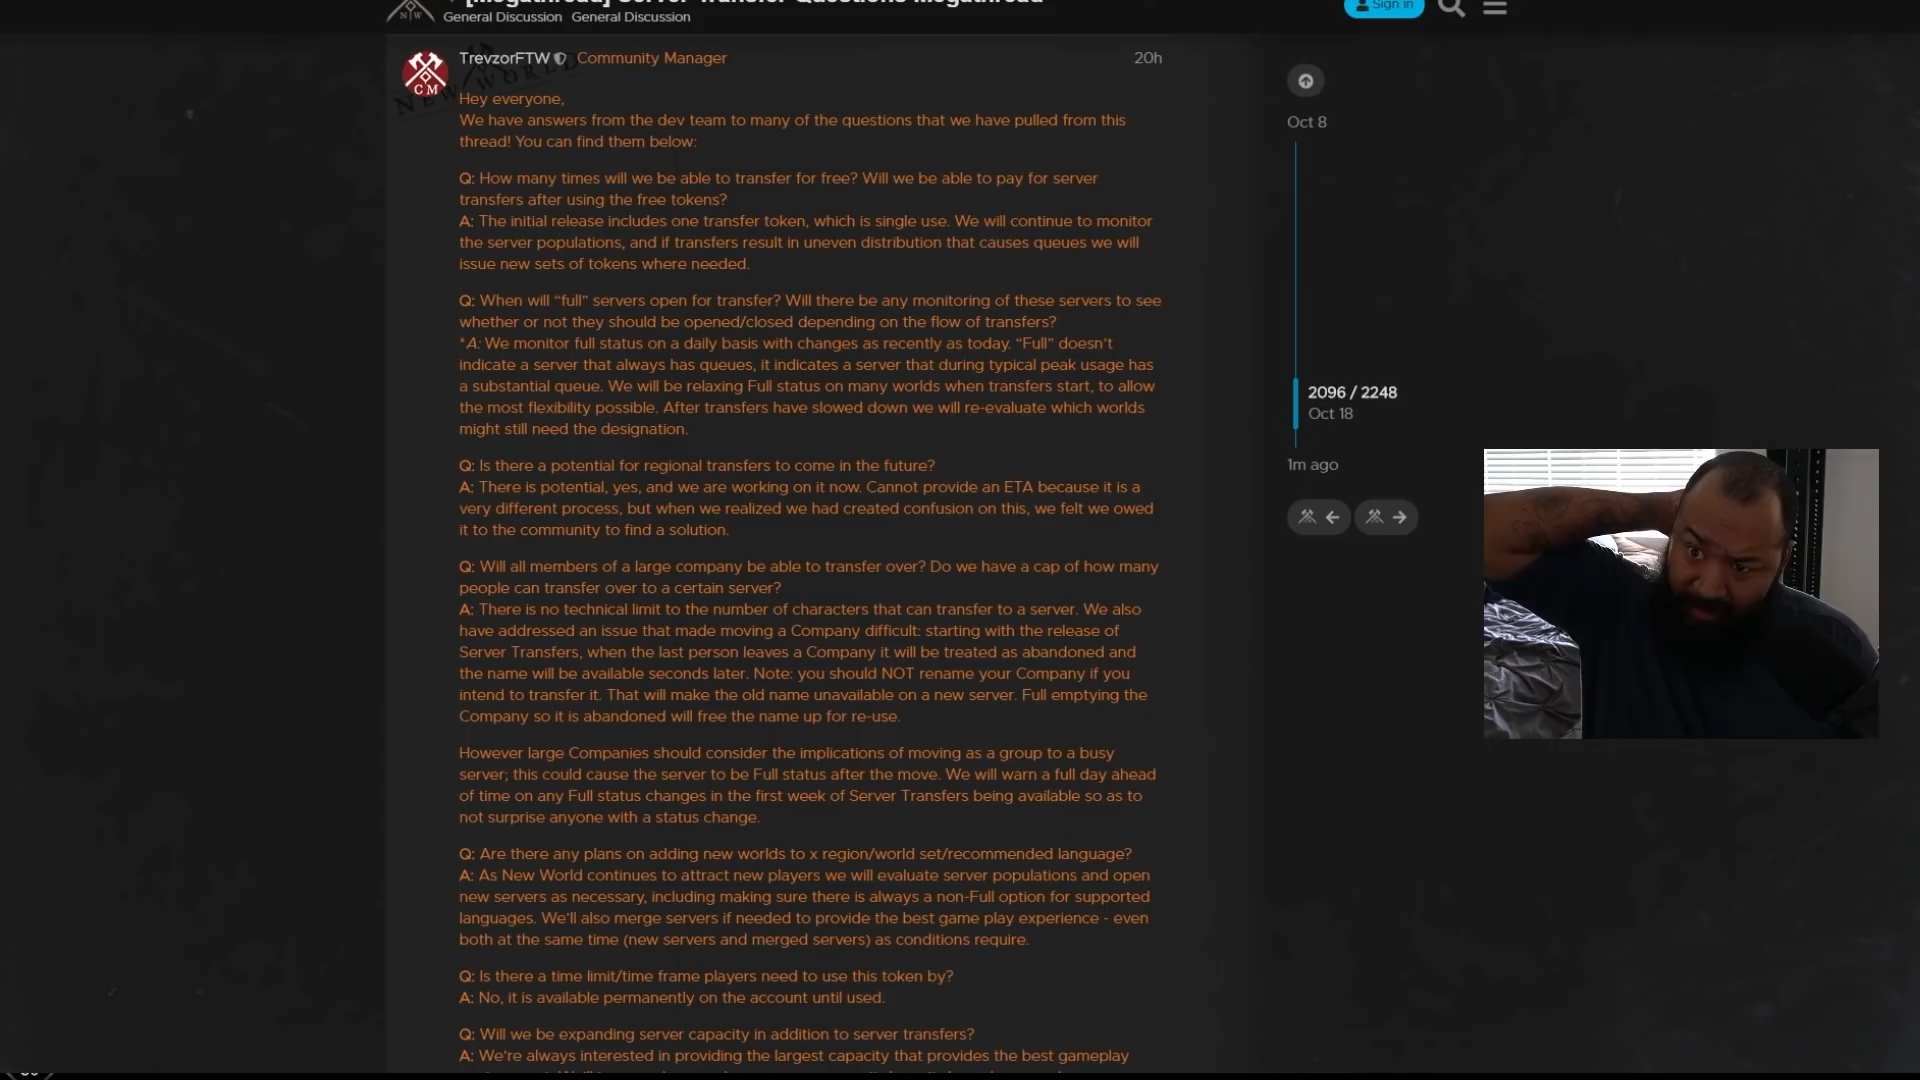 [Megathread] Server Transfer Questions Megathread
General Discussion General Discussion
Sign in
TrevzorFTW Community Manager 20h
NEW WORLD
CM
Hey everyone,
We have answers from the dev team to many of the questions that we have pulled from this
thread! You can find them below:
Q: How many times will we be able to transfer for free? Will we be able to pay for server
transfers after using the free tokens?
A: The initial release includes one transfer token, which is single use. We will continue to monitor
the server populations, and if transfers result in uneven distribution that causes queues we will
issue new sets of tokens where needed.
Q: When will “full” servers open for transfer? Will there be any monitoring of these servers to see
whether or not they should be opened/closed depending on the flow of transfers?
*A: We monitor full status on a daily basis with changes as recently as today. “Full” doesn’t
indicate a server that always has queues, it indicates a server that during typical peak usage has
a substantial queue. We will be relaxing Full status on many worlds when transfers start, to allow
the most flexibility possible. After transfers have slowed down we will re-evaluate which worlds
might still need the designation.
Q: Is there a potential for regional transfers to come in the future?
A: There is potential, yes, and we are working on it now. Cannot provide an ETA because it is a
very different process, but when we realized we had created confusion on this, we felt we owed
it to the community to find a solution.
Q: Will all members of a large company be able to transfer over? Do we have a cap of how many
people can transfer over to a certain server?
A: There is no technical limit to the number of characters that can transfer to a server. We also
have addressed an issue that made moving a Company difficult: starting with the release of
Server Transfers, when the last person leaves a Company it will be treated as abandoned and
the name will be available seconds later. Note: you should NOT rename your Company if you
intend to transfer it. That will make the old name unavailable on a new server. Full emptying the
Company so it is abandoned will free the name up for re-use.
However large Companies should consider the implications of moving as a group to a busy
server; this could cause the server to be Full status after the move. We will warn a full day ahead
of time on any Full status changes in the first week of Server Transfers being available so as to
not surprise anyone with a status change.
Q: Are there any plans on adding new worlds to x region/world set/recommended language?
A: As New World continues to attract new players we will evaluate server populations and open
new servers as necessary, including making sure there is always a non-Full option for supported
languages. We’ll also merge servers if needed to provide the best game play experience - even
both at the same time (new servers and merged servers) as conditions require.
Q: Is there a time limit/time frame players need to use this token by?
A: No, it is available permanently on the account until used.
Q: Will we be expanding server capacity in addition to server transfers?
A: We’re always interested in providing the largest capacity that provides the best gameplay
Oct 8
2096 / 2248
Oct 18
1m ago